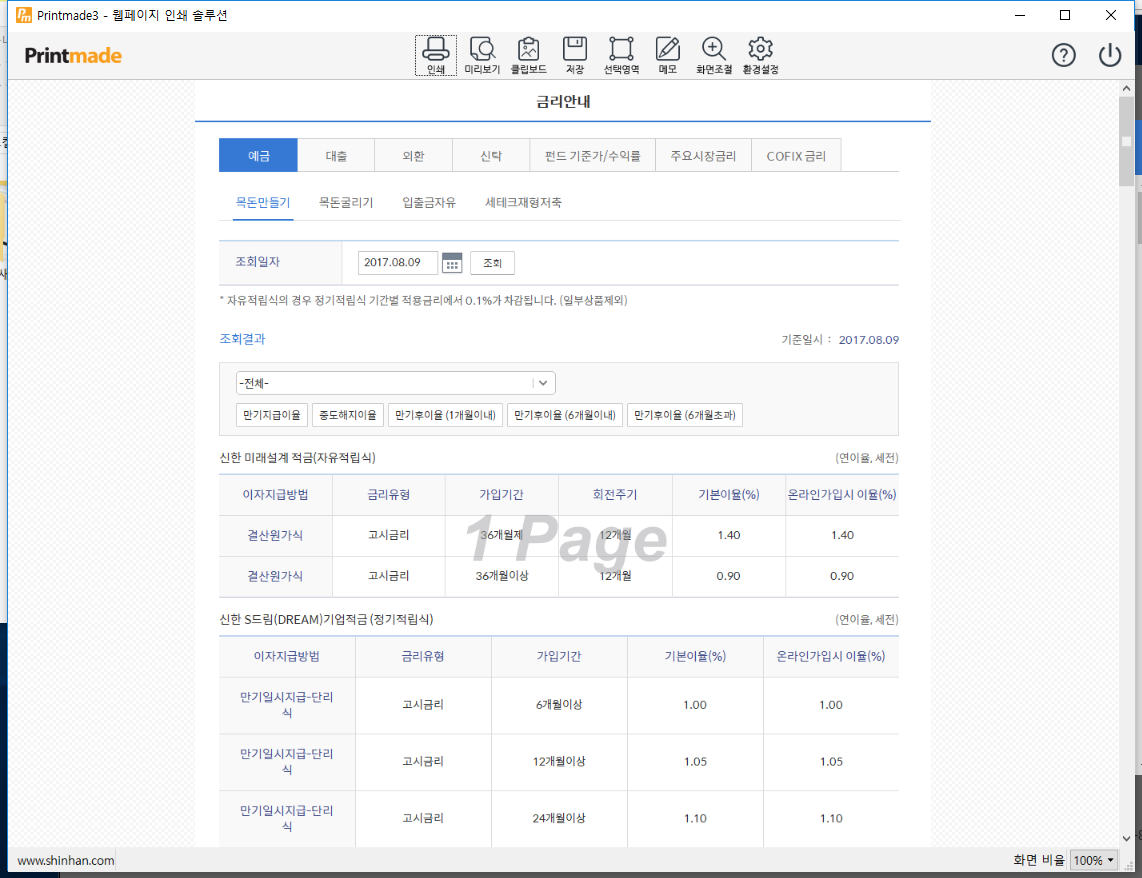 Printmade3 - 웹페이지 인쇄 솔루션
Printmade
인쇄 미리보기 클립보드 저장 선택영역 메모 화면조절 환경설정
금리안내
예금 대출 외환 신탁 펀드 기준가/수익률 주요시장금리 COFIX 금리
목돈만들기 목돈굴리기 입출금자유 세테크재형저축
조회일자 2017.08.09 조회
* 자유적립식의 경우 정기적립식 기간별 적용금리에서 0.1%가 차감됩니다. (일부상품제외)
조회결과 기준일시 : 2017.08.09
-전체-
만기지급이율 중도해지이율 만기후이율 (1개월이내) 만기후이율 (6개월이내) 만기후이율 (6개월초과)
신한 미래설계 적금(자유적립식) (연이율, 세전)
이자지급방법 금리유형 가입기간 회전주기 기본이율(%) 온라인가입시 이율(%)
결산원가식 고시금리 36개월제 12개월 1.40 1.40
1 Page
결산원가식 고시금리 36개월이상 12개월 0.90 0.90
신한 S드림(DREAM)기업적금 (정기적립식) (연이율, 세전)
이자지급방법 금리유형 가입기간 기본이율(%) 온라인가입시 이율(%)
만기일시지급-단리
식 고시금리 6개월이상 1.00 1.00
만기일시지급-단리
식 고시금리 12개월이상 1.05 1.05
만기일시지급-단리
식 고시금리 24개월이상 1.10 1.10
www.shinhan.com 화면 비율 100%